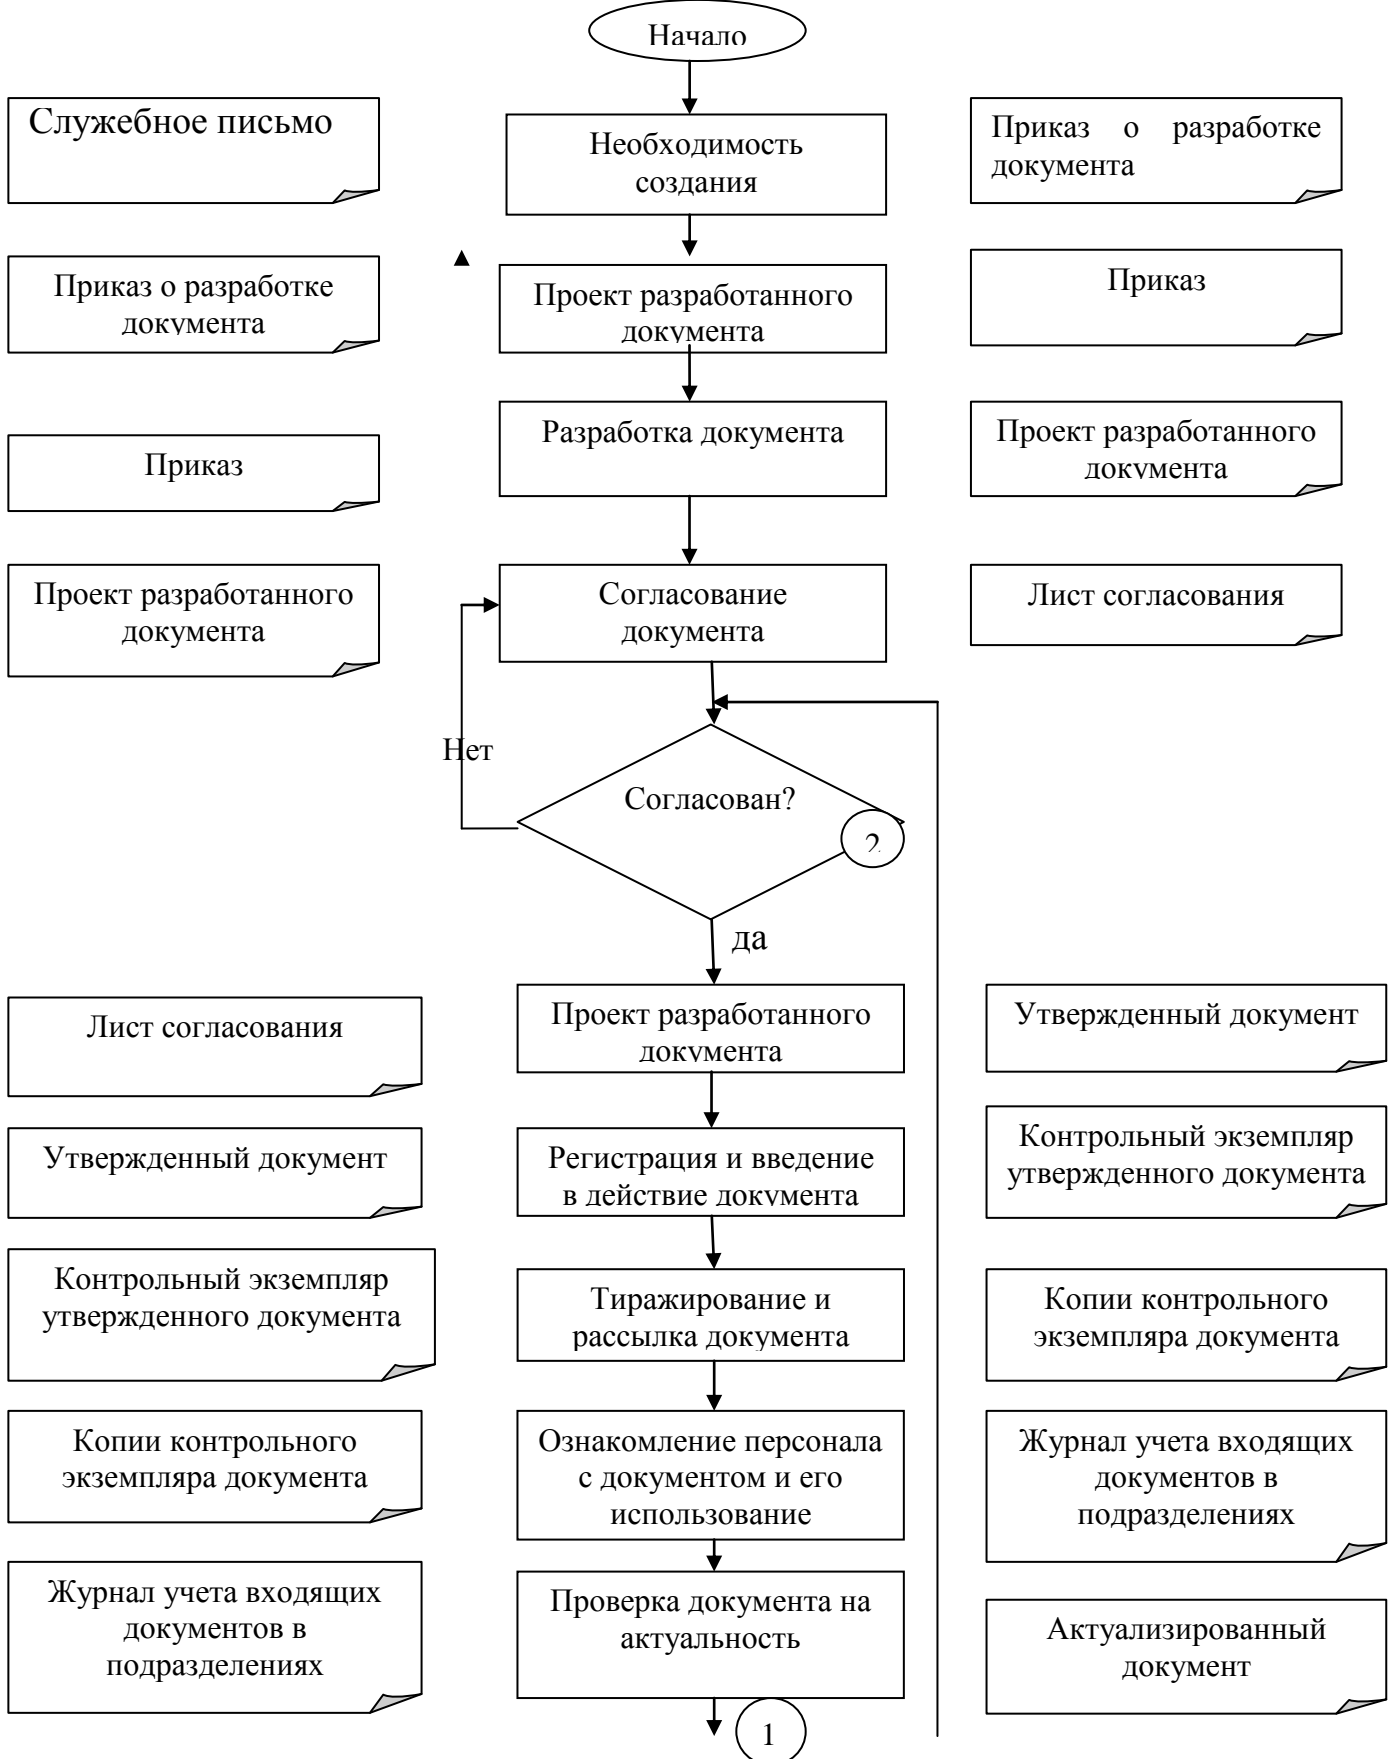 Начало
Служебное письмо
Необходимость
создания
Приказ о разработке
документа
Приказ о разработке
документа
Проект разработанного
документа
Приказ
Приказ
Разработка документа
Проект разработанного
документа
Проект разработанного
документа
Согласование
документа
Лист согласования
Нет
Согласован?
2
да
Лист согласования
Проект разработанного
документа
Утвержденный документ
Утвержденный документ
Регистрация и введение
в действие документа
Контрольный экземпляр
утвержденного документа
Контрольный экземпляр
утвержденного документа
Тиражирование и
рассылка документа
Копии контрольного
экземпляра документа
Копии контрольного
экземпляра документа
Ознакомление персонала
с документом и его
использование
Журнал учета входящих
документов в
подразделениях
Журнал учета входящих
документов в
подразделениях
Проверка документа на
актуальность
Актуализированный
документ
1